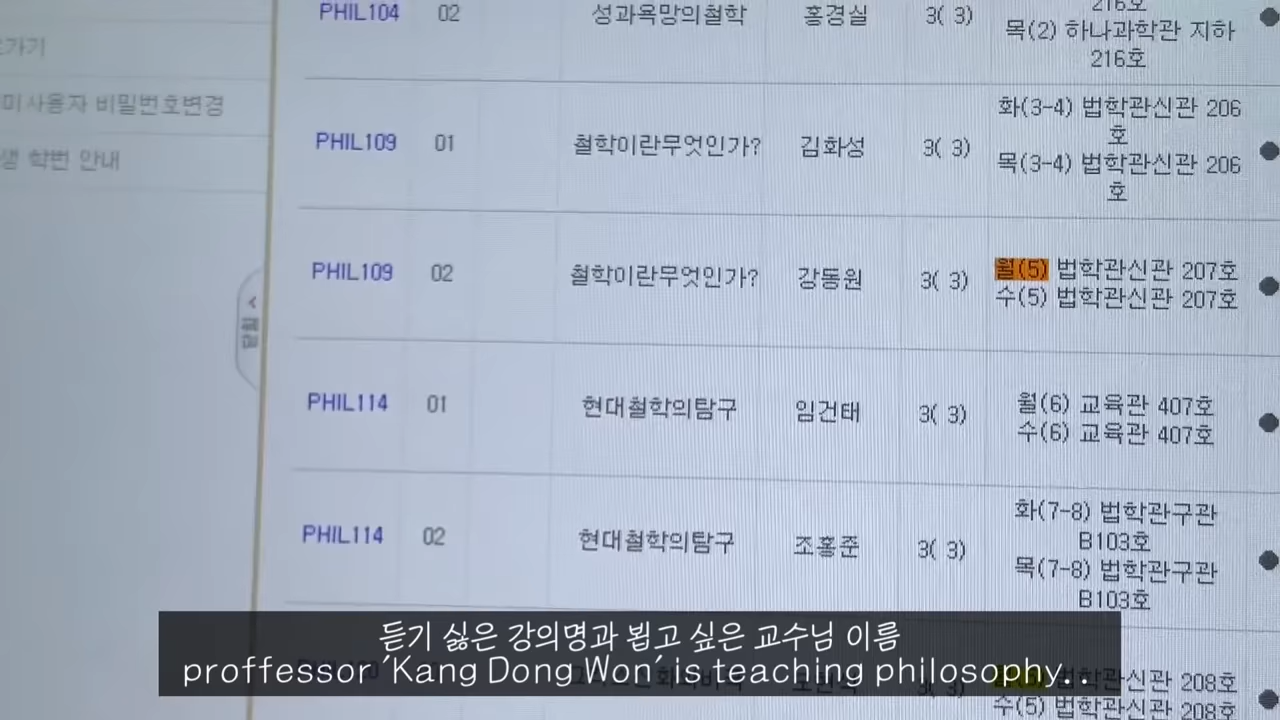 216호
PHIL104 02 성과욕망의철학 홍경실 3( 3) 목(2) 하나과학관 지하
216호
가기
미사용자 비밀번호변경
생 학번 안내
닫힘
화(3-4) 법학관신관 206
호
PHIL109 01 철학이란무엇인가? 김화성 3( 3)
목(3-4) 법학관신관 206
호
PHIL109 02 철학이란무엇인가? 강동원 3( 3) 월(5) 법학관신관 207호
수(5) 법학관신관 207호
PHIL114 01 현대철학의탐구 임건태 3( 3) 월(6) 교육관 407호
수(6) 교육관 407호
화(7-8) 법학관구관
B103호
PHIL114 02 현대철학의탐구 조홍준 3( 3)
목(7-8) 법학관구관
B103호
법학관신관 208호
수(5) 법학관신관 208호
듣기 싫은 강의명과 뵙고 싶은 교수님 이름
proffessor 'Kang Dong Won' is teaching philosophy..